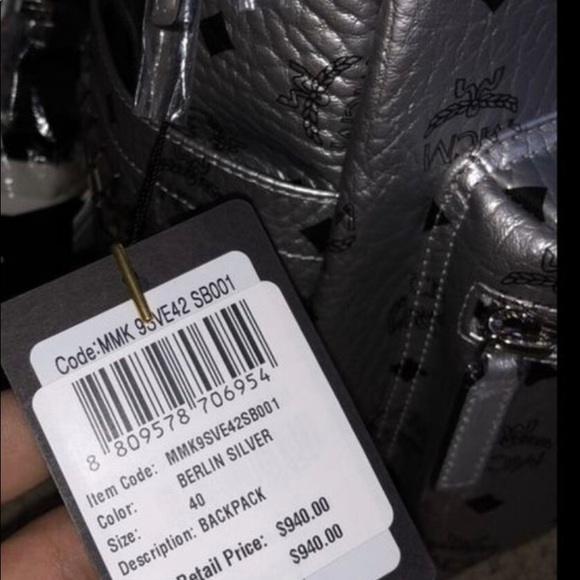 Code:MMK 9SVE42 SB001
8 809578 706954
Item Code: MMK9SVE42SB001
Color: BERLIN SILVER
Size: 40
Description: BACKPACK
Retail Price: $940.00
$940.00
MCM